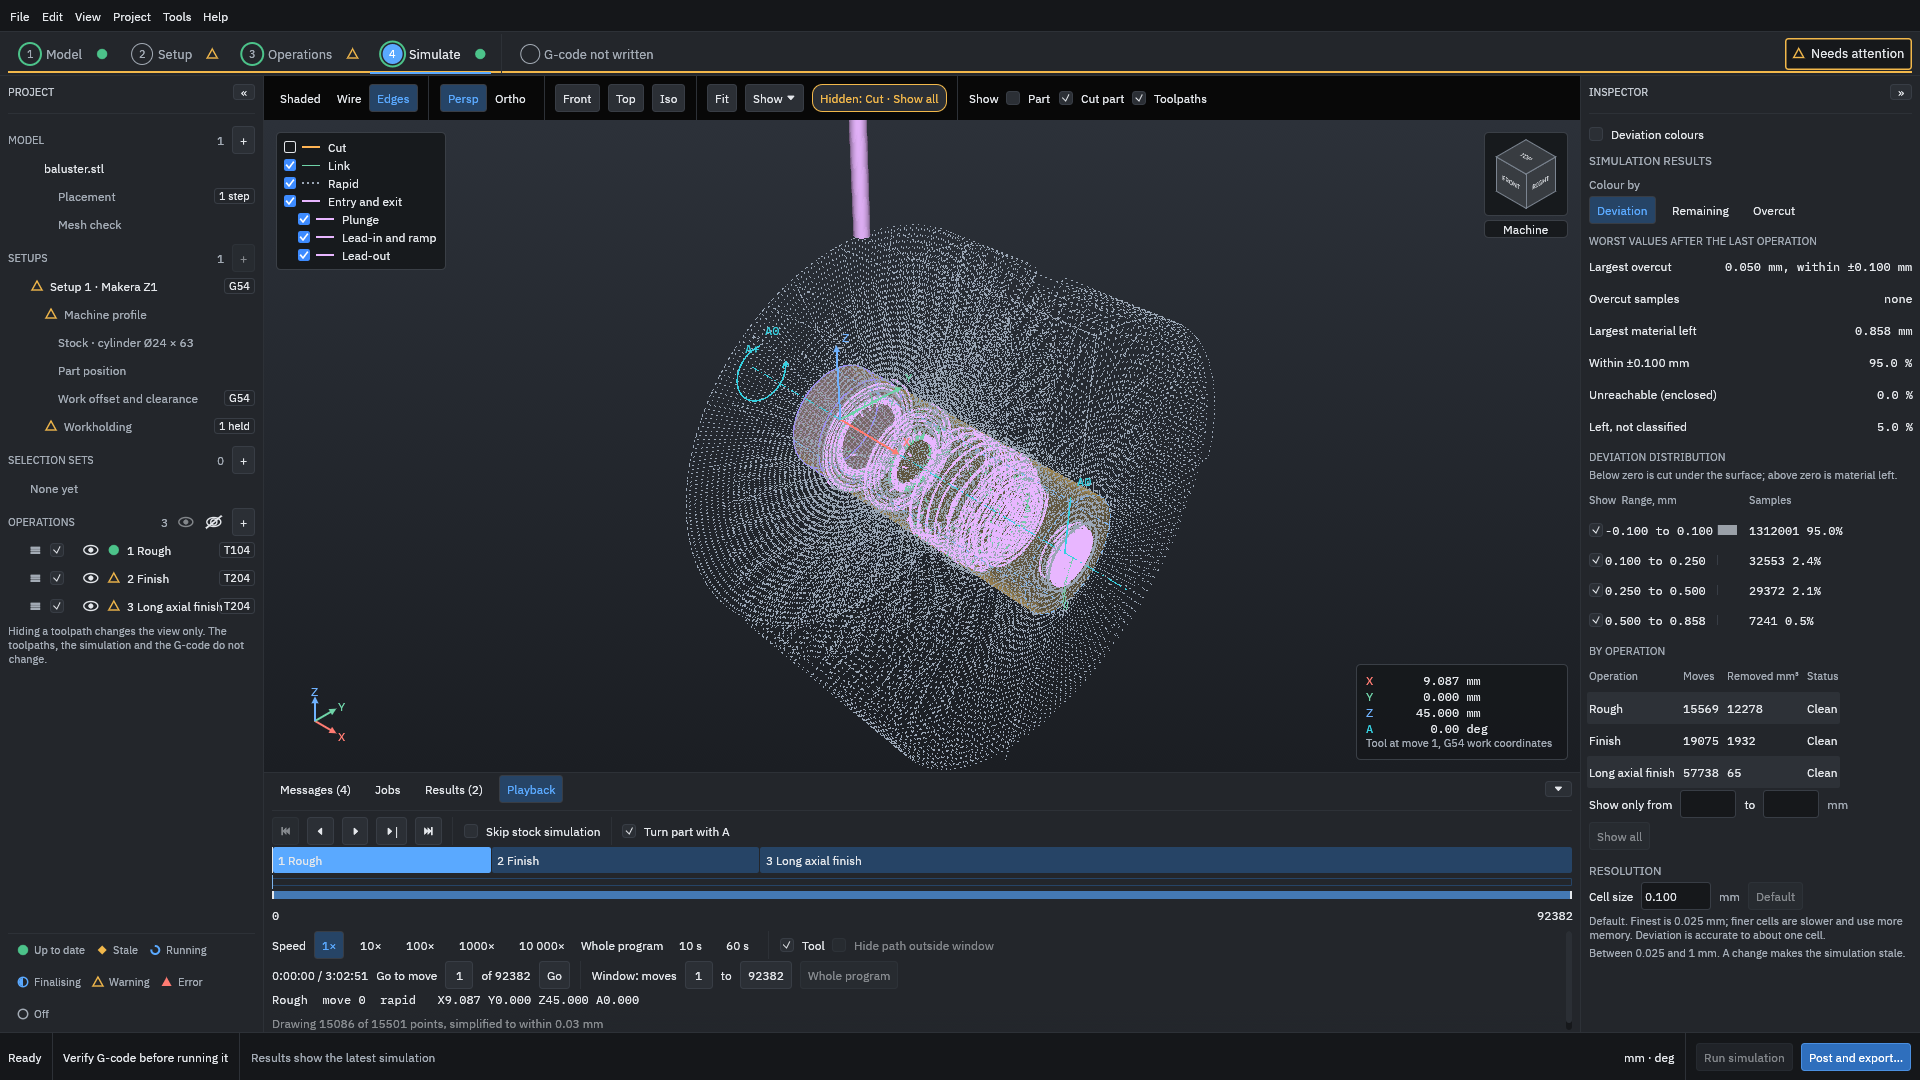 File Edit View Project Tools Help
1 Model 2 Setup 3 Operations 4 Simulate G-code not written Needs attention
PROJECT «
MODEL 1 +
baluster.stl
Placement 1 step
Mesh check
SETUPS 1 +
Setup 1 · Makera Z1 G54
Machine profile
Stock · cylinder Ø24 × 63
Part position
Work offset and clearance G54
Workholding 1 held
SELECTION SETS 0 +
None yet
OPERATIONS 3 +
1 Rough T104
2 Finish T204
3 Long axial finish T204
Hiding a toolpath changes the view only. The
toolpaths, the simulation and the G-code do not
change.
Up to date Stale Running
Finalising Warning Error
Off
Shaded Wire Edges Persp Ortho Front Top Iso Fit Show Hidden: Cut · Show all Show Part Cut part Toolpaths
Cut
Link
Rapid
Entry and exit
Plunge
Lead-in and ramp
Lead-out
TOP
FRONT RIGHT
Machine
Z
Y
X
X 9.087 mm
Y 0.000 mm
Z 45.000 mm
A 0.00 deg
Tool at move 1, G54 work coordinates
Messages (4) Jobs Results (2) Playback
Skip stock simulation Turn part with A
1 Rough 2 Finish 3 Long axial finish
0 92382
Speed 1× 10× 100× 1000× 10 000× Whole program 10 s 60 s Tool Hide path outside window
0:00:00 / 3:02:51 Go to move 1 of 92382 Go Window: moves 1 to 92382 Whole program
Rough move 0 rapid X9.087 Y0.000 Z45.000 A0.000
Drawing 15086 of 15501 points, simplified to within 0.03 mm
INSPECTOR »
Deviation colours
SIMULATION RESULTS
Colour by
Deviation Remaining Overcut
WORST VALUES AFTER THE LAST OPERATION
Largest overcut 0.050 mm, within ±0.100 mm
Overcut samples none
Largest material left 0.858 mm
Within ±0.100 mm 95.0 %
Unreachable (enclosed) 0.0 %
Left, not classified 5.0 %
DEVIATION DISTRIBUTION
Below zero is cut under the surface; above zero is material left.
Show Range, mm Samples
-0.100 to 0.100 1312001 95.0%
0.100 to 0.250 32553 2.4%
0.250 to 0.500 29372 2.1%
0.500 to 0.858 7241 0.5%
BY OPERATION
Operation Moves Removed mm³ Status
Rough 15569 12278 Clean
Finish 19075 1932 Clean
Long axial finish 57738 65 Clean
Show only from to mm
Show all
RESOLUTION
Cell size 0.100 mm Default
Default. Finest is 0.025 mm; finer cells are slower and use more
memory. Deviation is accurate to about one cell.
Between 0.025 and 1 mm. A change makes the simulation stale.
Ready Verify G-code before running it Results show the latest simulation mm · deg Run simulation Post and export...